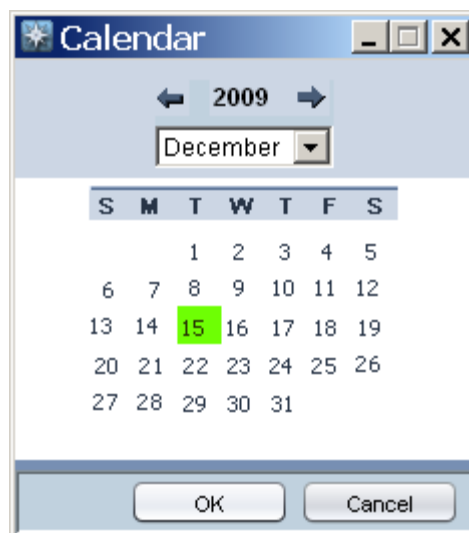 Calendar
2009
December
S M T W T F S
1 2 3 4 5
6 7 8 9 10 11 12
13 14 15 16 17 18 19
20 21 22 23 24 25 26
27 28 29 30 31
OK Cancel